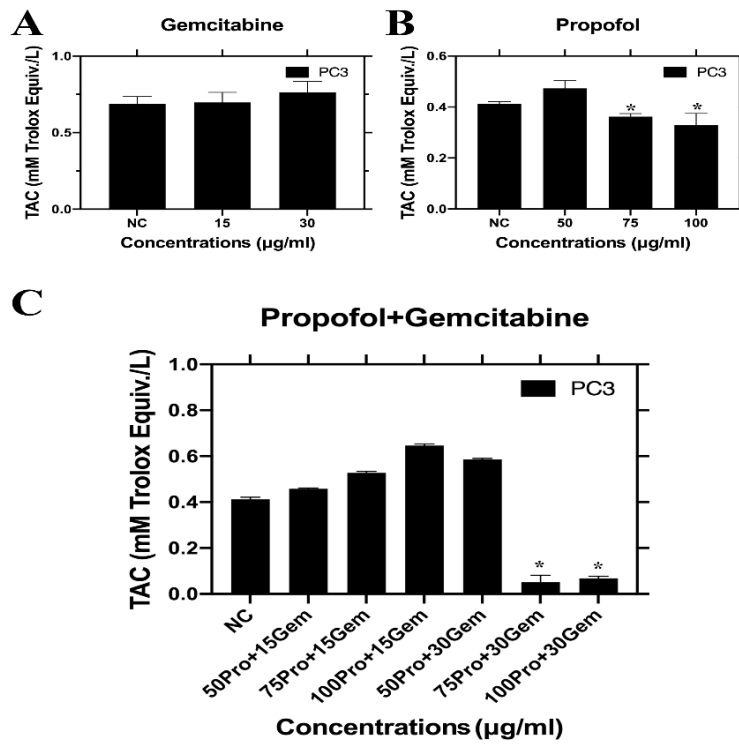 A
Gemcitabine
TAC (mM Trolox Equiv./L)
1.0
0.5
0.0
PC3
NC
15
30
Concentrations (µg/ml)
B
Propofol
TAC (mM Trolox Equiv./L)
0.6
0.4
0.2
0.0
PC3
*
*
NC
50
75
100
Concentrations (µg/ml)
C
Propofol+Gemcitabine
TAC (mM Trolox Equiv./L)
1.0
0.8
0.6
0.4
0.2
0.0
PC3
*
*
NC
50Pro+15Gem
75Pro+15Gem
100Pro+15Gem
50Pro+30Gem
75Pro+30Gem
100Pro+30Gem
Concentrations (µg/ml)